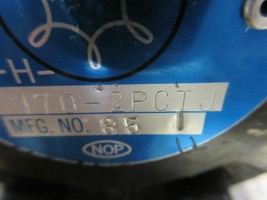 -H-
170-2PCTJ
MFG. NO. 85
NOP